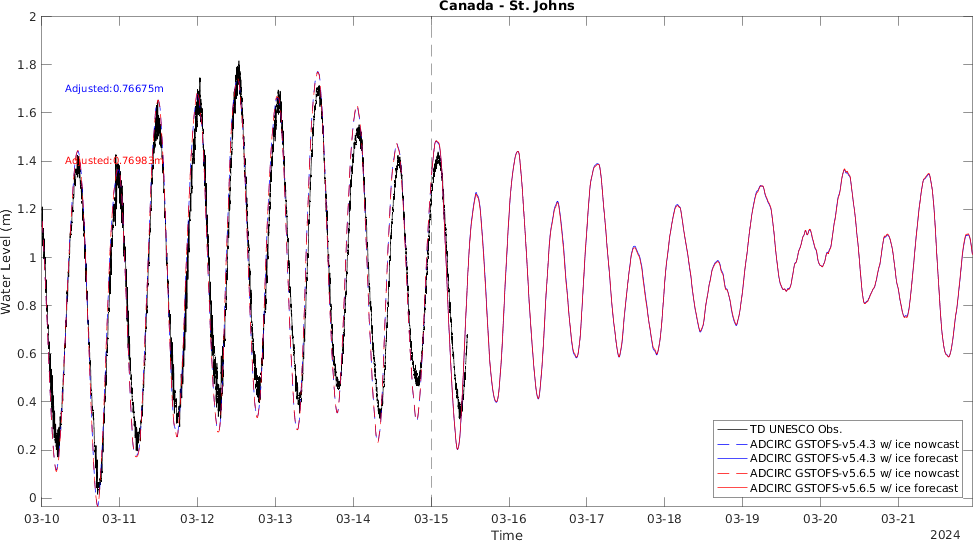 Canada - St. Johns
2
1.8
1.6
1.4
1.2
1
0.8
0.6
0.4
0.2
0
Water Level (m)
Adjusted:0.76675m
Adjusted:0.76983m
TD UNESCO Obs.
ADCIRC GSTOFS-v5.4.3 w/ ice nowcast
ADCIRC GSTOFS-v5.4.3 w/ ice forecast
ADCIRC GSTOFS-v5.6.5 w/ ice nowcast
ADCIRC GSTOFS-v5.6.5 w/ ice forecast
03-10 03-11 03-12 03-13 03-14 03-15 03-16 03-17 03-18 03-19 03-20 03-21
Time
2024